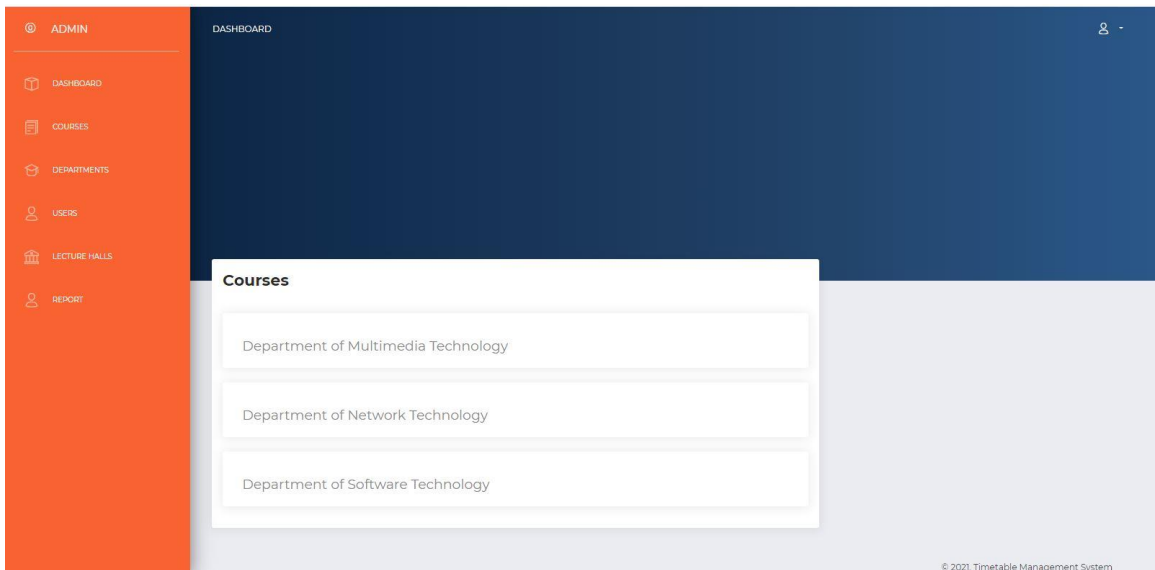 ADMIN
DASHBOARD
COURSES
DEPARTMENTS
USERS
LECTURE HALLS
REPORT
DASHBOARD
Courses
Department of Multimedia Technology
Department of Network Technology
Department of Software Technology
© 2021, Timetable Management System